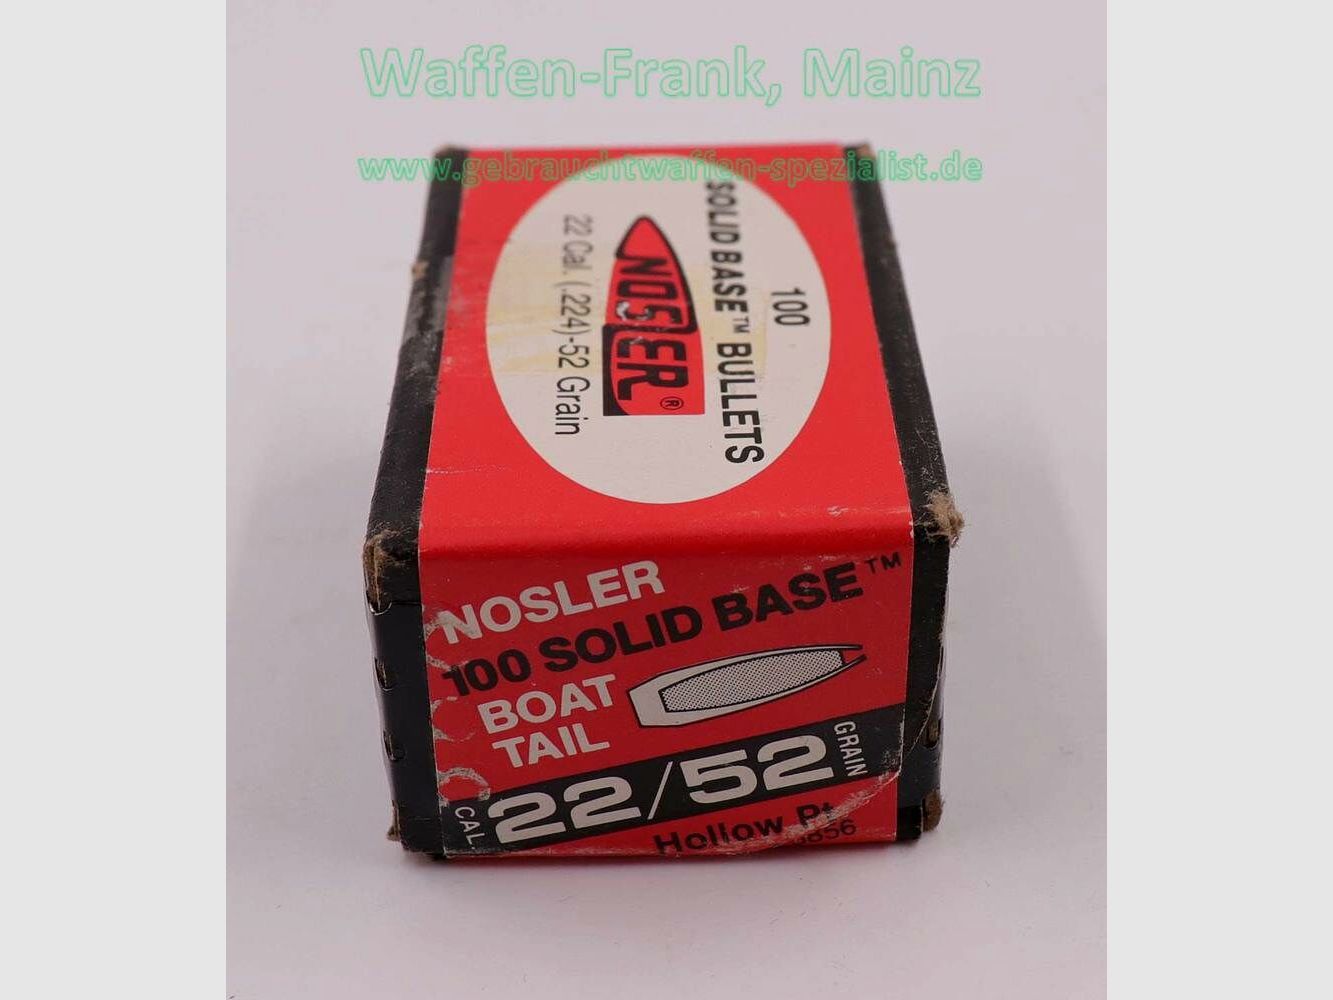 Waffen-Frank, Mainz
www.gebrauchtwaffen-spezialist.de
100
SOLID BASE™ BULLETS
NOSLER®
22 Cal. (.224)-52 Grain
NOSLER
100 SOLID BASE™
BOAT
TAIL
CAL 22/52 GRAIN
Hollow Pt